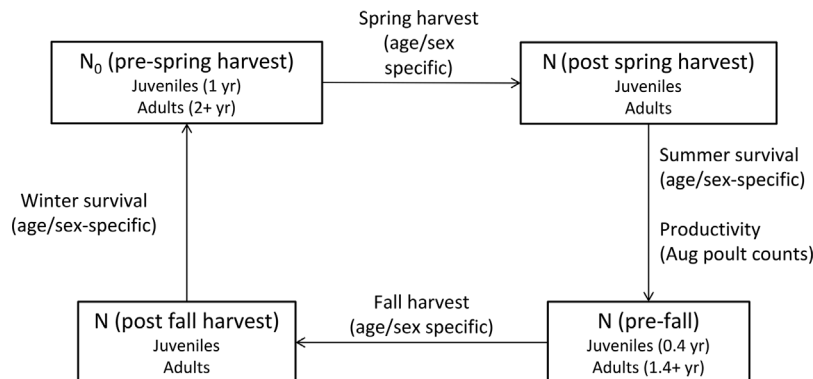 Spring harvest
(age/sex
specific)
N₀ (pre-spring harvest)
Juveniles (1 yr)
Adults (2+ yr)
N (post spring harvest)
Juveniles
Adults
Summer survival
(age/sex-specific)
Productivity
(Aug poult counts)
Winter survival
(age/sex-specific)
Fall harvest
(age/sex specific)
N (post fall harvest)
Juveniles
Adults
N (pre-fall)
Juveniles (0.4 yr)
Adults (1.4+ yr)